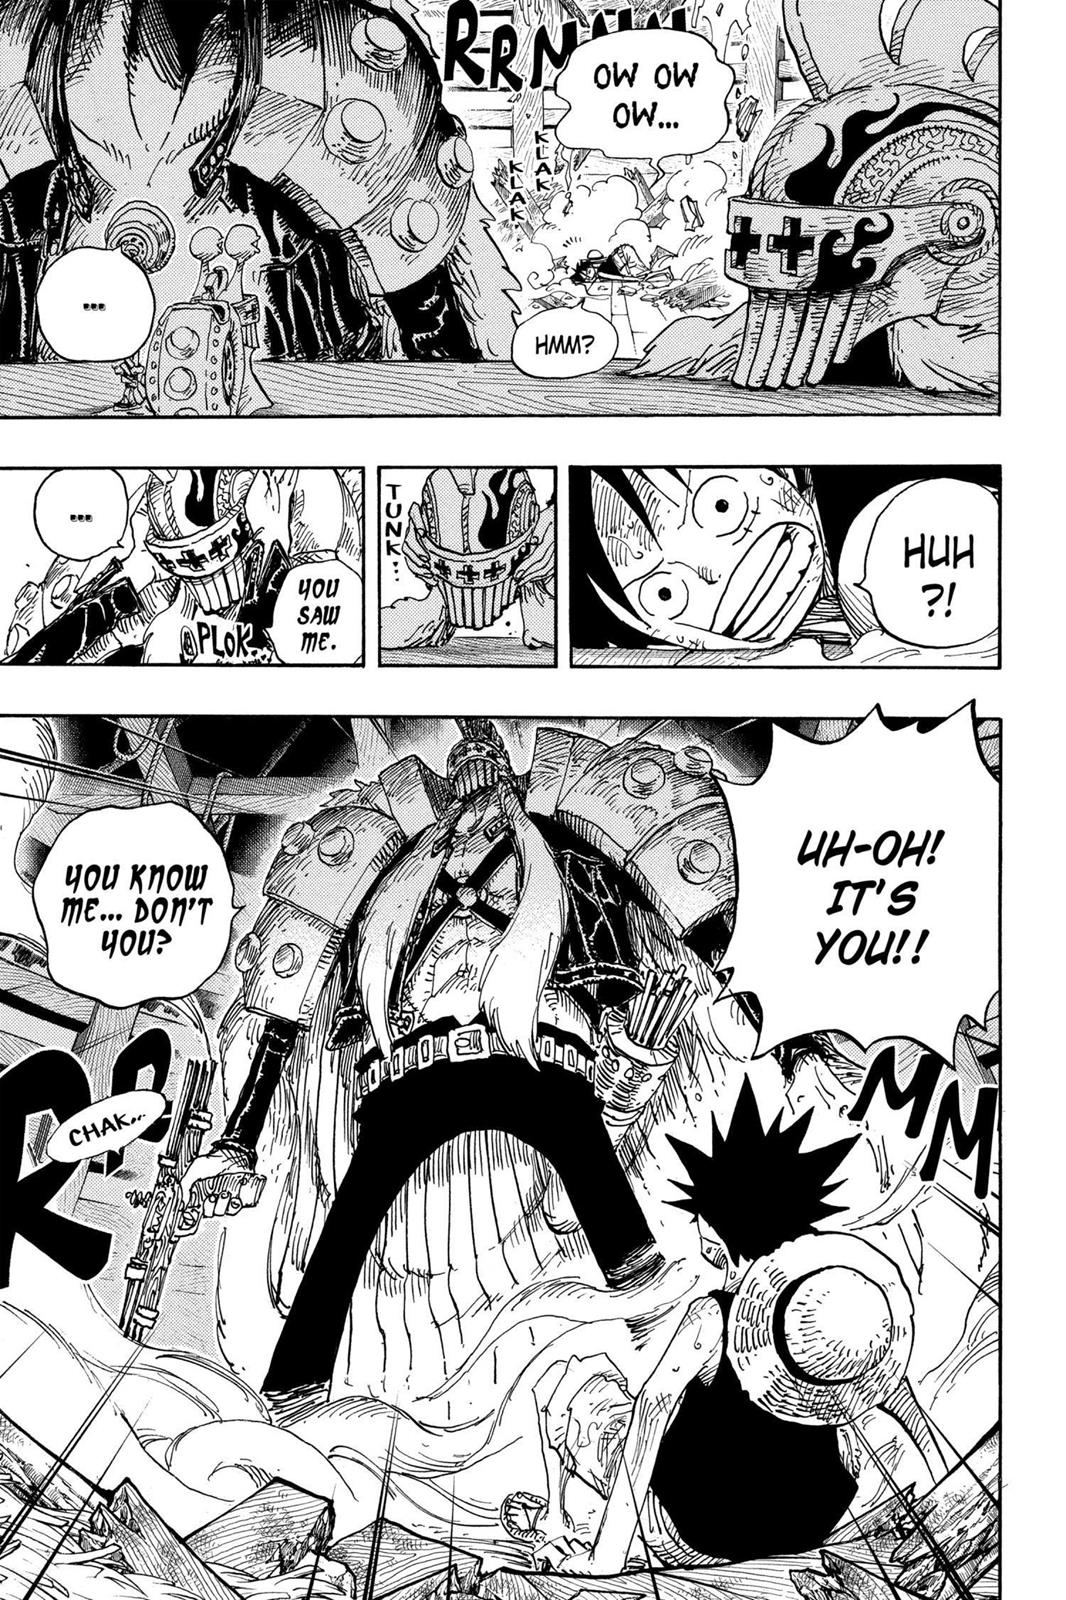 RRMMM
OW OW
OW...
KLAK
KLAK
HMM?
...
HUH
?!
TUNK...
YOU
SAW
ME.
PLOK...
...
UH-OH!
IT'S
YOU!!
YOU KNOW
ME... DON'T
YOU?
MM
CHAK...